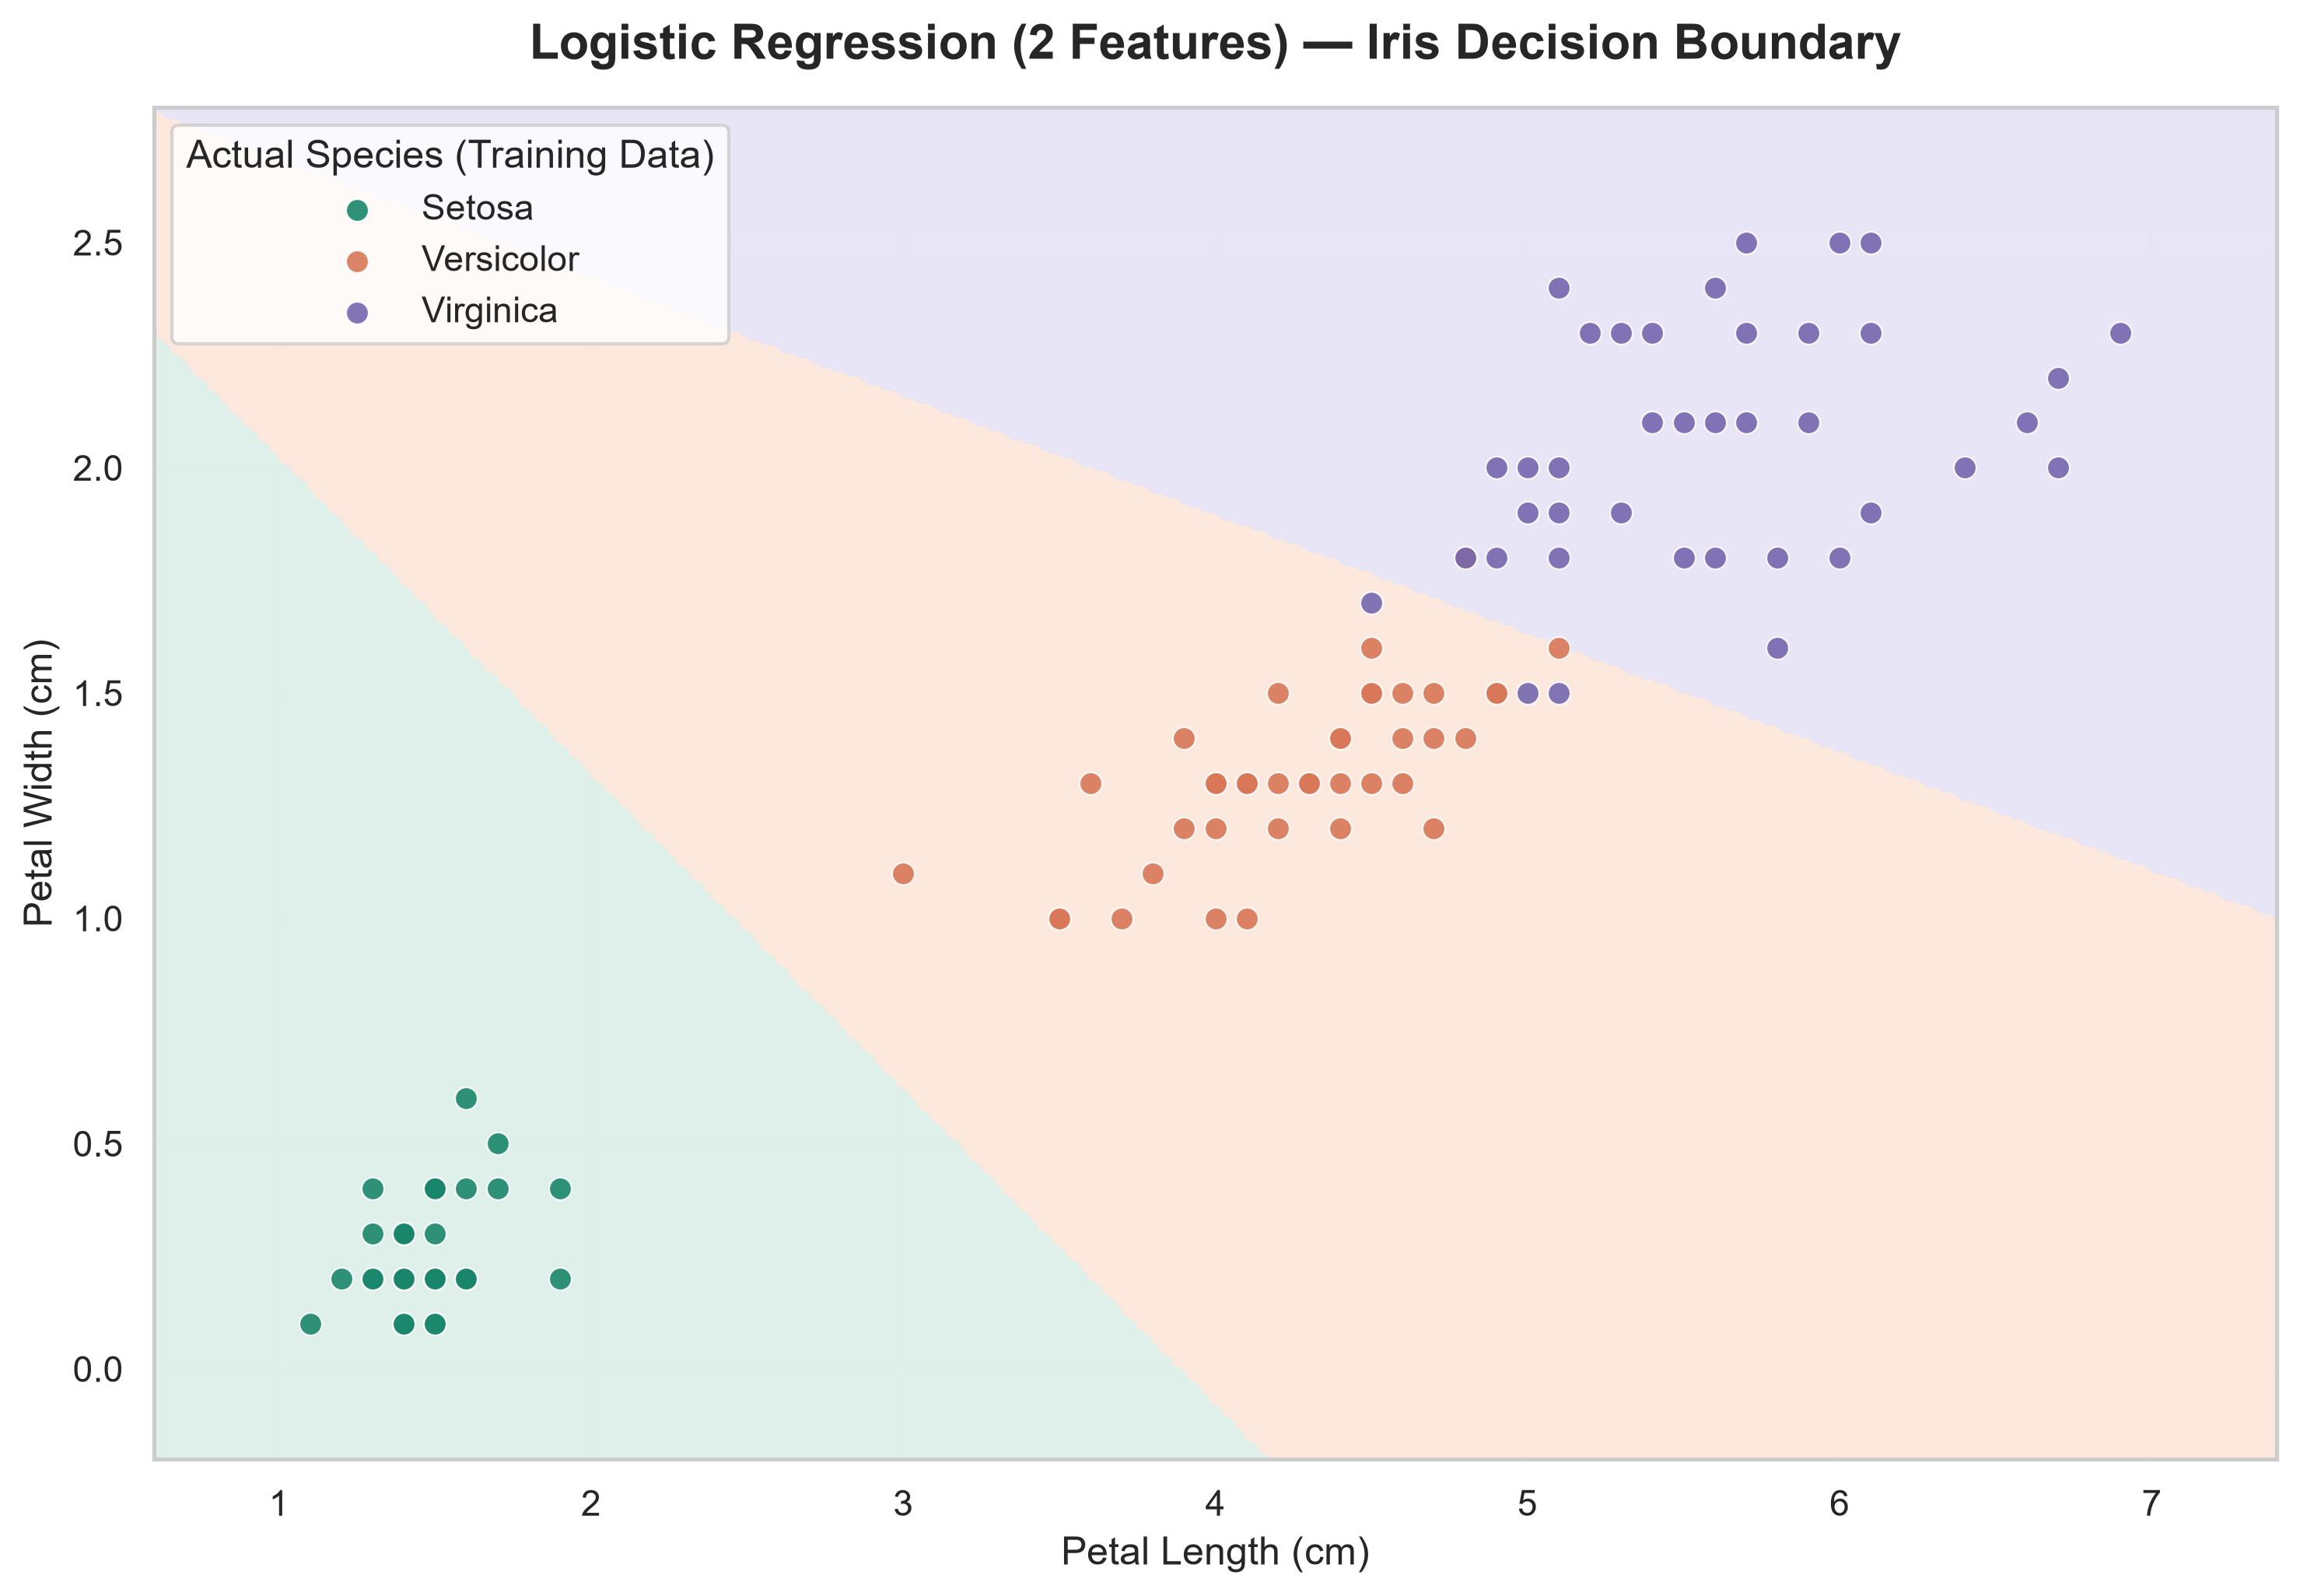 Logistic Regression (2 Features) — Iris Decision Boundary
Actual Species (Training Data)
Setosa
Versicolor
Virginica
Petal Width (cm)
2.5
2.0
1.5
1.0
0.5
0.0
1 2 3 4 5 6 7
Petal Length (cm)